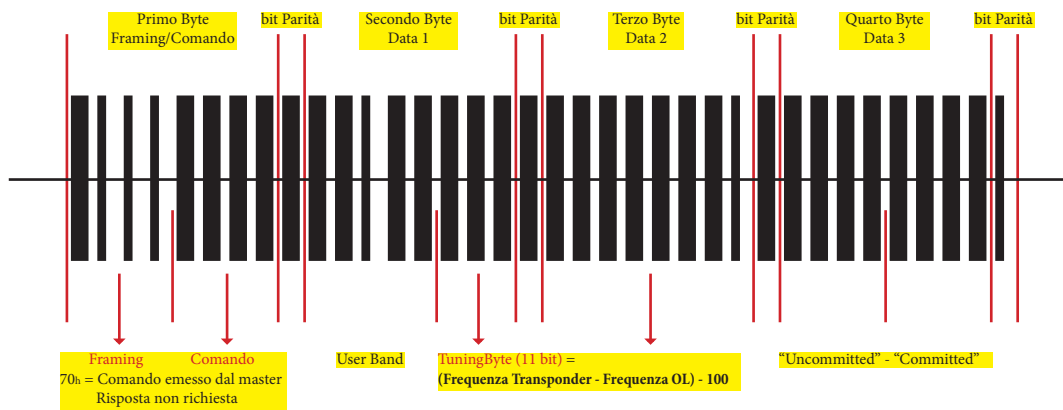 Primo Byte
Framing/Comando
bit Parità
Secondo Byte
Data 1
bit Parità
Terzo Byte
Data 2
bit Parità
Quarto Byte
Data 3
bit Parità
Framing Comando
70h = Comando emesso dal master
Risposta non richiesta
User Band
TuningByte (11 bit) =
(Frequenza Transponder - Frequenza OL) - 100
“Uncommitted” - “Committed”